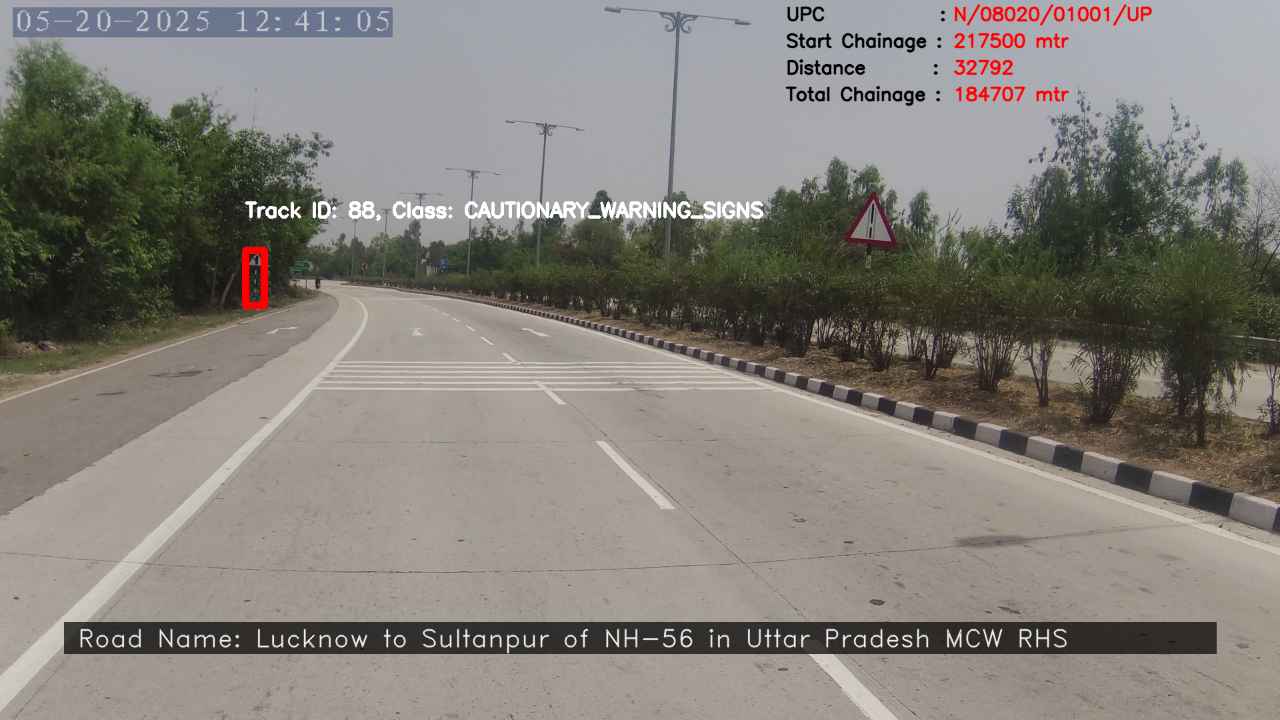 05-20-2025 12:41:05
UPC : N/08020/01001/UP
Start Chainage : 217500 mtr
Distance : 32792
Total Chainage : 184707 mtr
Track ID: 88, Class: CAUTIONARY_WARNING_SIGNS
Road Name: Lucknow to Sultanpur of NH-56 in Uttar Pradesh MCW RHS